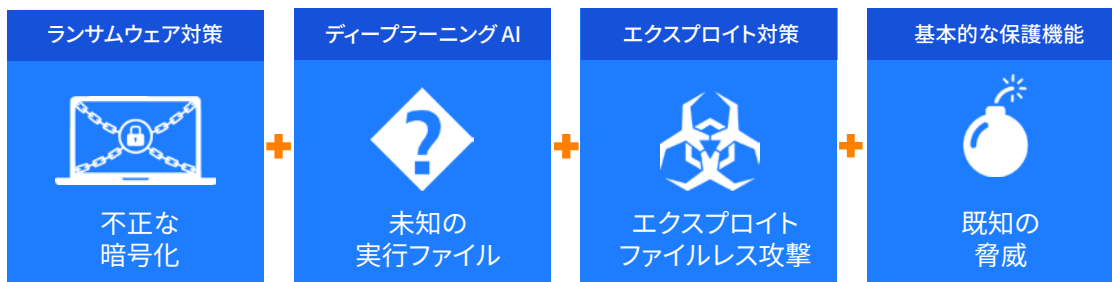 ランサムウェア対策
不正な
暗号化
ディープラーニング AI
未知の
実行ファイル
エクスプロイト対策
エクスプロイト
ファイルレス攻撃
基本的な保護機能
既知の
脅威